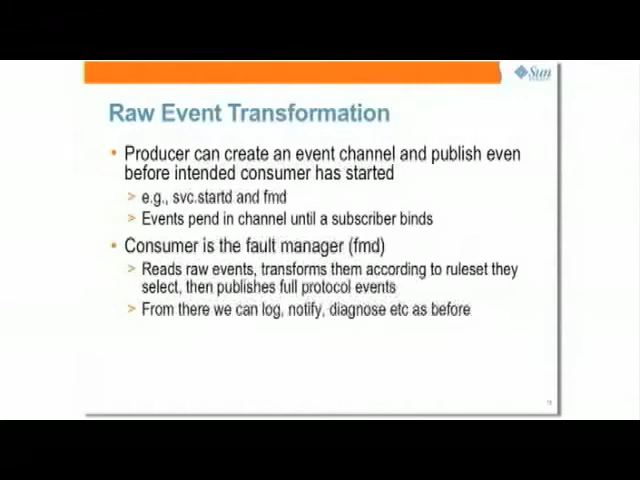 Sun
Raw Event Transformation
• Producer can create an event channel and publish even
before intended consumer has started
> e.g., svc.startd and fmd
> Events pend in channel until a subscriber binds
• Consumer is the fault manager (fmd)
> Reads raw events, transforms them according to ruleset they
select, then publishes full protocol events
> From there we can log, notify, diagnose etc as before